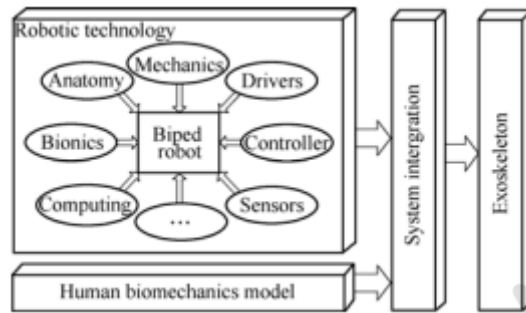 Robotic technology
Mechanics
Anatomy
Drivers
Bionics
Biped
robot
Controller
Computing
...
Sensors
Human biomechanics model
System intergration
Exoskeleton